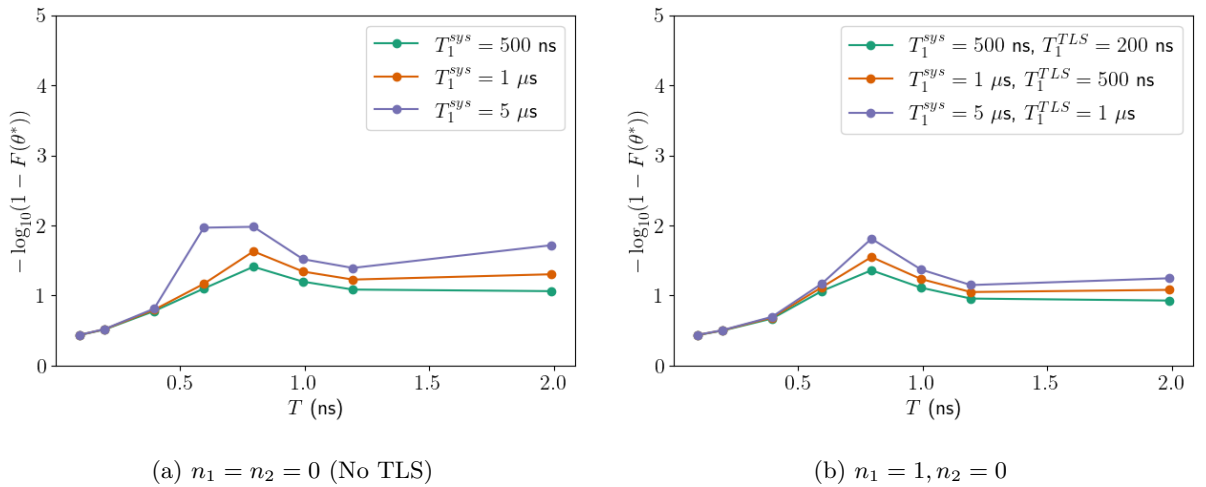 5
4
3
2
1
0
− log₁₀(1 − F(θ*))
T₁ˢʸˢ = 500 ns
T₁ˢʸˢ = 1 μs
T₁ˢʸˢ = 5 μs
0.5 1.0 1.5 2.0
T (ns)
(a) n₁ = n₂ = 0 (No TLS)
5
4
3
2
1
0
− log₁₀(1 − F(θ*))
T₁ˢʸˢ = 500 ns, T₁ᵀᴸˢ = 200 ns
T₁ˢʸˢ = 1 μs, T₁ᵀᴸˢ = 500 ns
T₁ˢʸˢ = 5 μs, T₁ᵀᴸˢ = 1 μs
0.5 1.0 1.5 2.0
T (ns)
(b) n₁ = 1, n₂ = 0